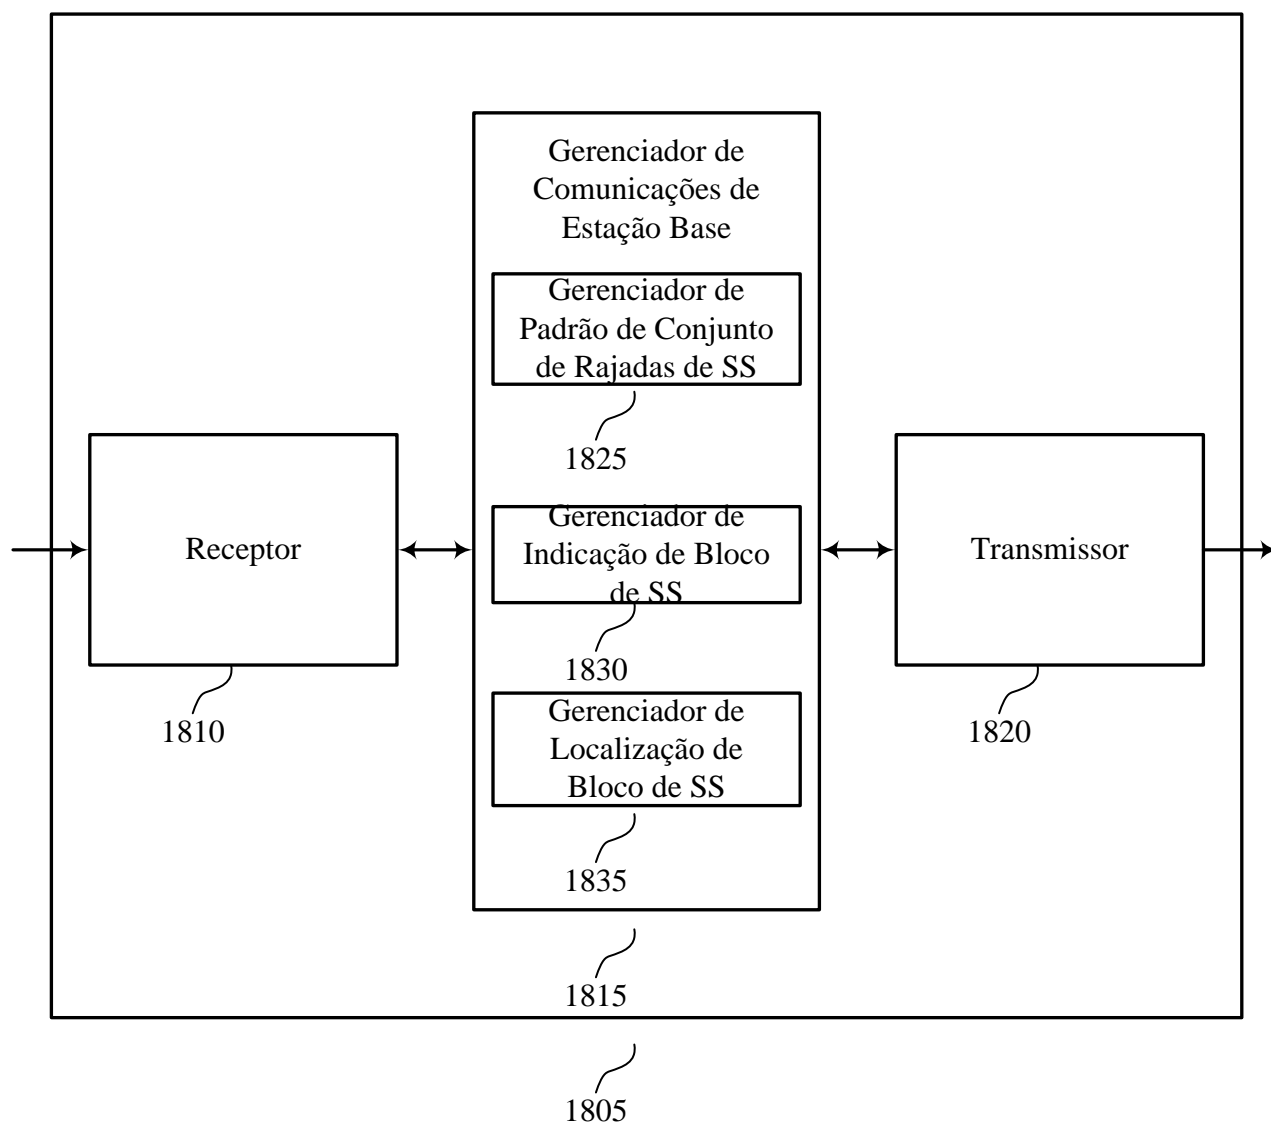 Gerenciador de
Comunicações de
Estação Base
Gerenciador de
Padrão de Conjunto
de Rajadas de SS
1825
Receptor
1810
Gerenciador de
Indicação de Bloco
de SS
1830
Transmissor
1820
Gerenciador de
Localização de
Bloco de SS
1835
1815
1805